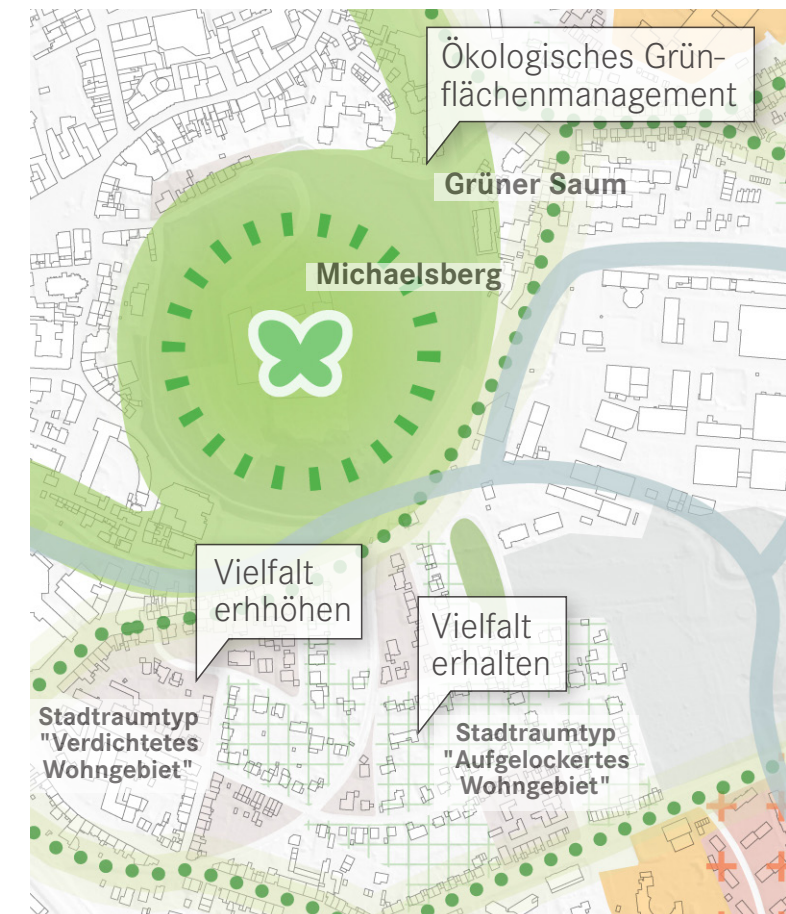 Ökologisches Grün-
flächenmanagement
Grüner Saum
Michaelsberg
Vielfalt
erhhöhen
Vielfalt
erhalten
Stadtraumtyp
"Verdichtetes
Wohngebiet"
Stadtraumtyp
"Aufgelockertes
Wohngebiet"